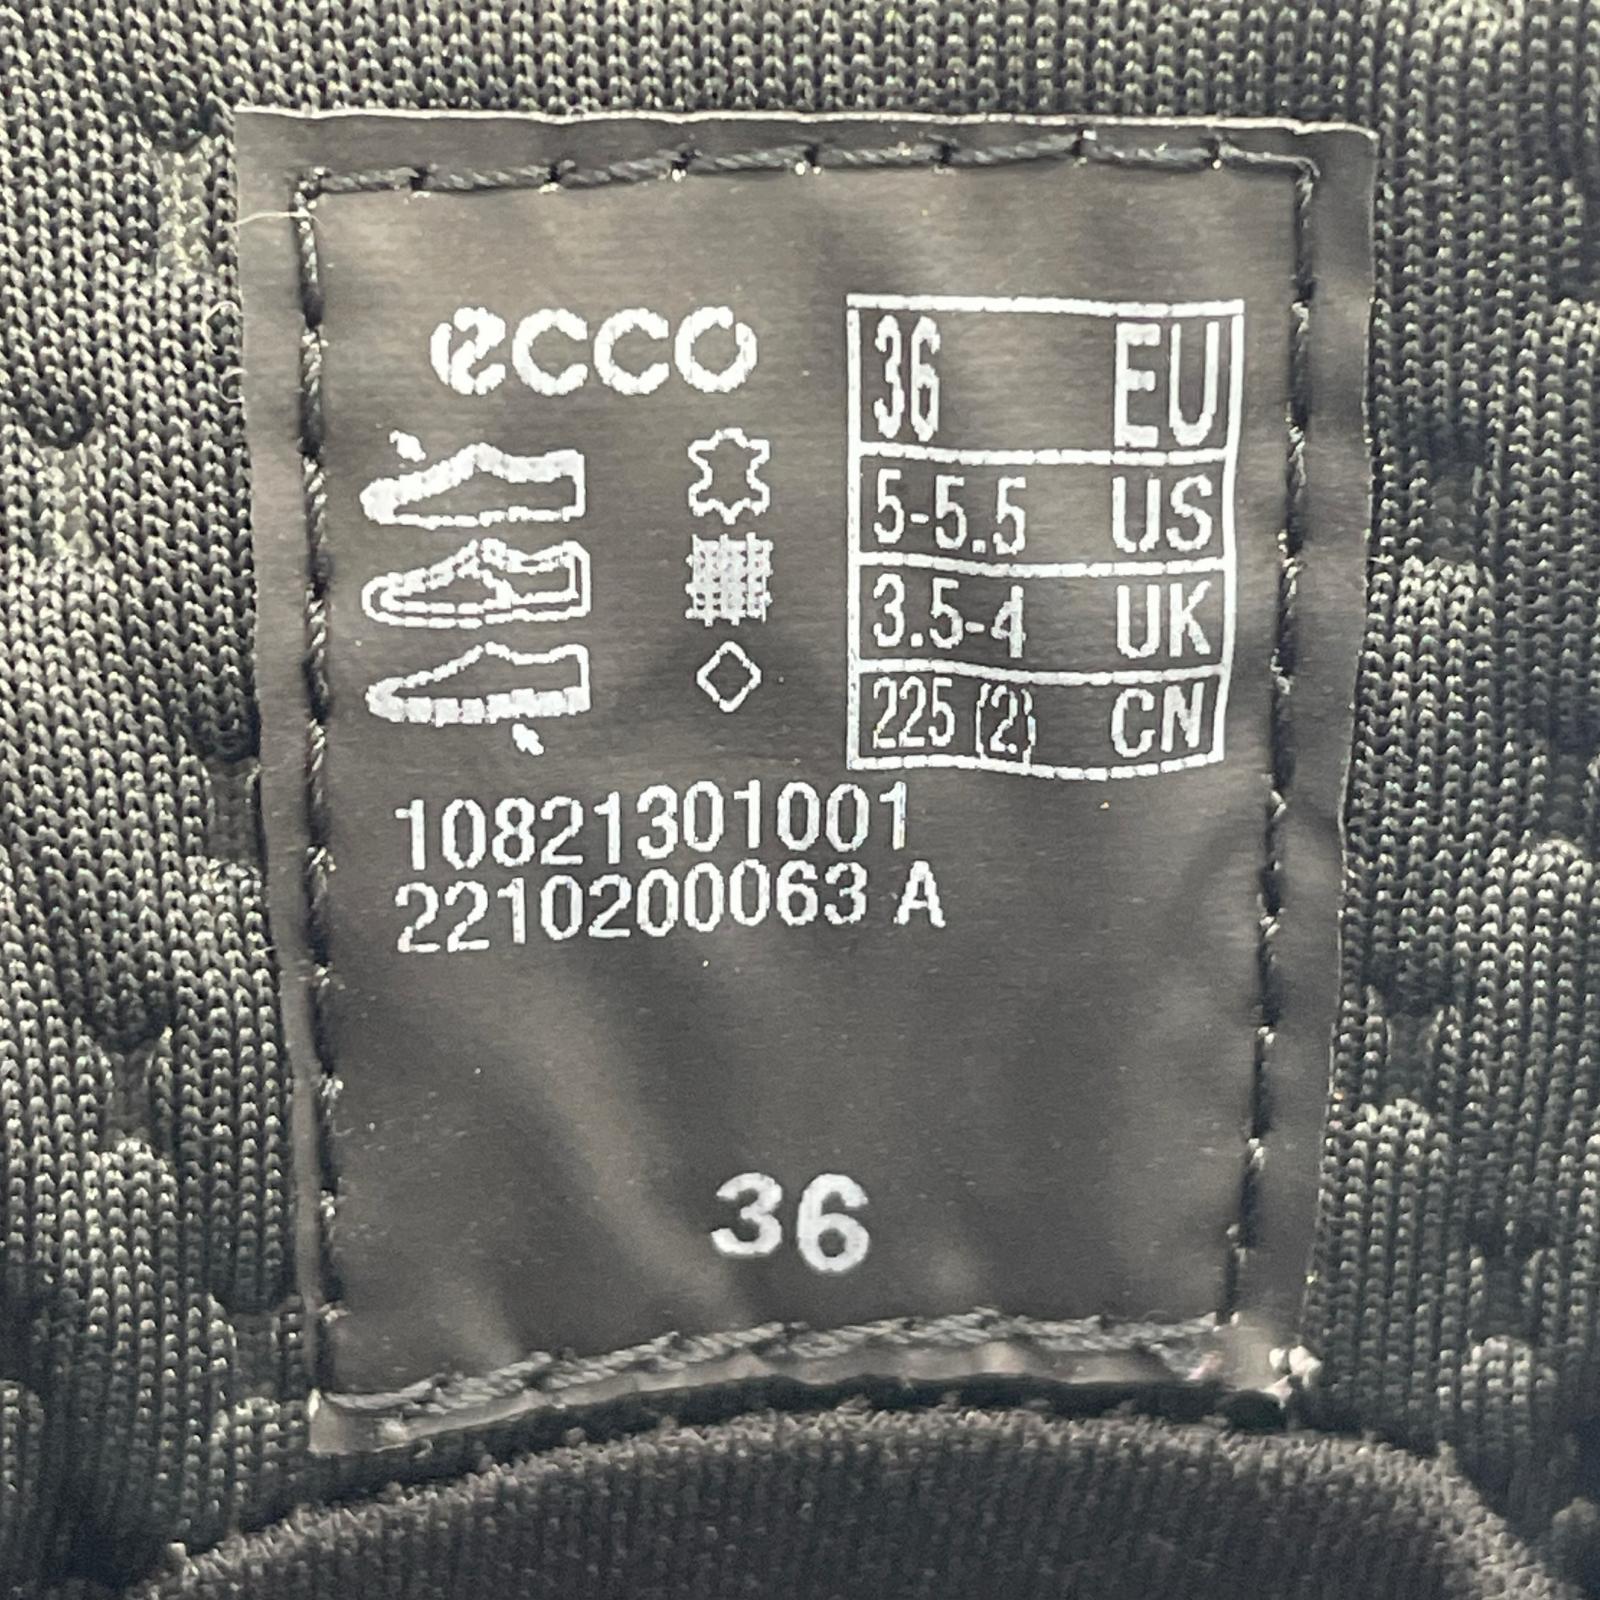 ecco
36 EU
5-5.5 US
3.5-4 UK
225 (2) CN
10821301001
2210200063 A
36